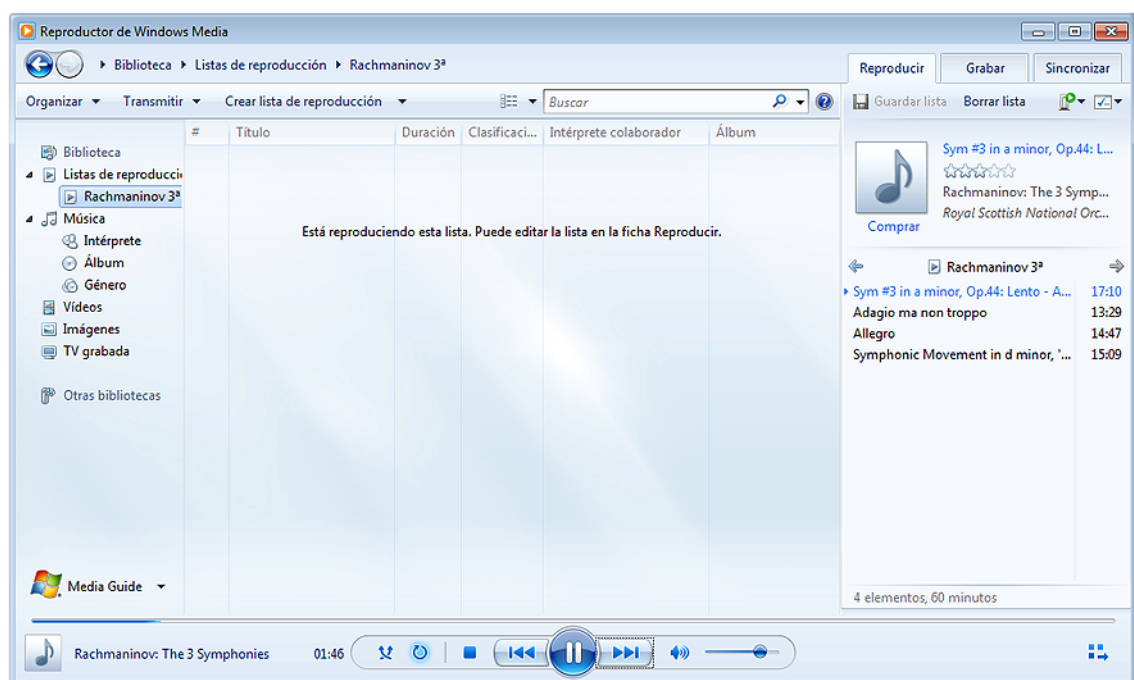 Reproductor de Windows Media
Biblioteca Listas de reproducción Rachmaninov 3ª
Reproducir Grabar Sincronizar
Organizar Transmitir Crear lista de reproducción Buscar
Guardar lista Borrar lista
# Título Duración Clasificaci... Intérprete colaborador Álbum
Biblioteca
Listas de reproducci
Rachmaninov 3ª
Música
Intérprete
Álbum
Género
Vídeos
Imágenes
TV grabada
Otras bibliotecas
Media Guide
Está reproduciendo esta lista. Puede editar la lista en la ficha Reproducir.
Sym #3 in a minor, Op.44: L...
Rachmaninov: The 3 Symp...
Royal Scottish National Orc...
Comprar
Rachmaninov 3ª
Sym #3 in a minor, Op.44: Lento - A... 17:10
Adagio ma non troppo 13:29
Allegro 14:47
Symphonic Movement in d minor, '... 15:09
4 elementos, 60 minutos
Rachmaninov: The 3 Symphonies 01:46